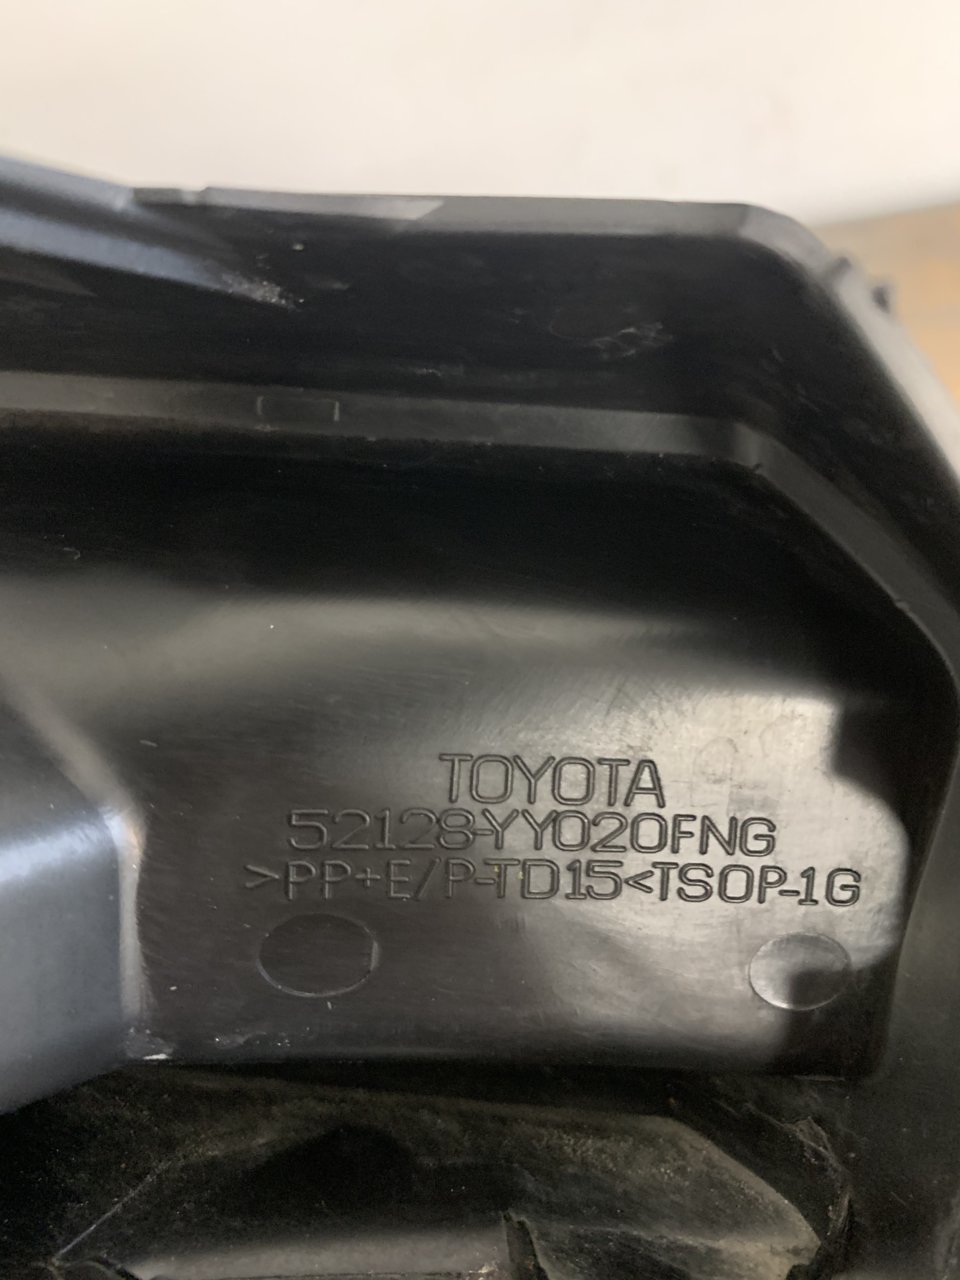 TOYOTA
52128-YY020FNG
>PP+E/P-TD15<TSOP-1G